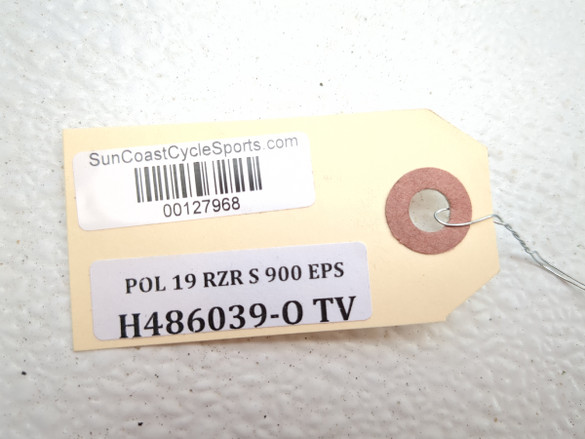 SunCoastCycleSports.com
00127968
POL 19 RZR S 900 EPS
H486039-O TV